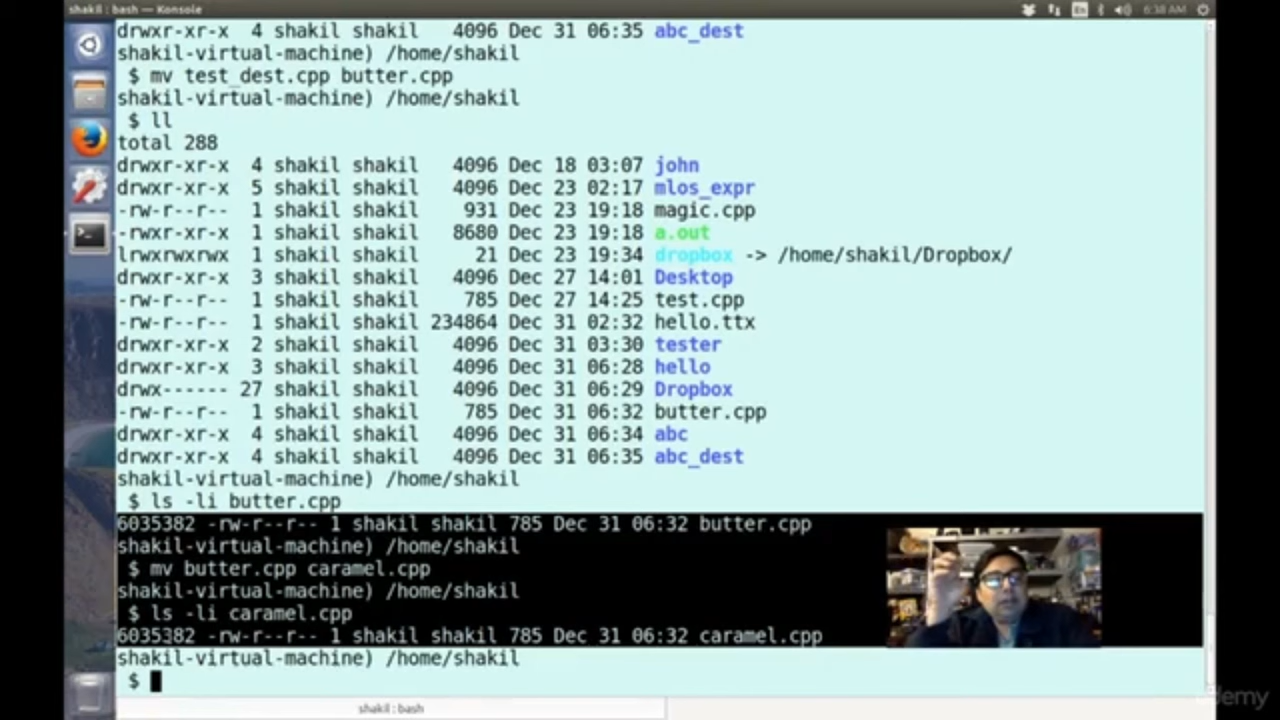 shakil : bash — Konsole
En 6:38 AM
drwxr-xr-x 4 shakil shakil 4096 Dec 31 06:35 abc_dest
shakil-virtual-machine) /home/shakil
$ mv test_dest.cpp butter.cpp
shakil-virtual-machine) /home/shakil
$ ll
total 288
drwxr-xr-x 4 shakil shakil 4096 Dec 18 03:07 john
drwxr-xr-x 5 shakil shakil 4096 Dec 23 02:17 mlos_expr
-rw-r--r-- 1 shakil shakil 931 Dec 23 19:18 magic.cpp
-rwxr-xr-x 1 shakil shakil 8680 Dec 23 19:18 a.out
lrwxrwxrwx 1 shakil shakil 21 Dec 23 19:34 dropbox -> /home/shakil/Dropbox/
drwxr-xr-x 3 shakil shakil 4096 Dec 27 14:01 Desktop
-rw-r--r-- 1 shakil shakil 785 Dec 27 14:25 test.cpp
-rw-r--r-- 1 shakil shakil 234864 Dec 31 02:32 hello.ttx
drwxr-xr-x 2 shakil shakil 4096 Dec 31 03:30 tester
drwxr-xr-x 3 shakil shakil 4096 Dec 31 06:28 hello
drwx------ 27 shakil shakil 4096 Dec 31 06:29 Dropbox
-rw-r--r-- 1 shakil shakil 785 Dec 31 06:32 butter.cpp
drwxr-xr-x 4 shakil shakil 4096 Dec 31 06:34 abc
drwxr-xr-x 4 shakil shakil 4096 Dec 31 06:35 abc_dest
shakil-virtual-machine) /home/shakil
$ ls -li butter.cpp
6035382 -rw-r--r-- 1 shakil shakil 785 Dec 31 06:32 butter.cpp
shakil-virtual-machine) /home/shakil
$ mv butter.cpp caramel.cpp
shakil-virtual-machine) /home/shakil
$ ls -li caramel.cpp
6035382 -rw-r--r-- 1 shakil shakil 785 Dec 31 06:32 caramel.cpp
shakil-virtual-machine) /home/shakil
$
shakil : bash
udemy